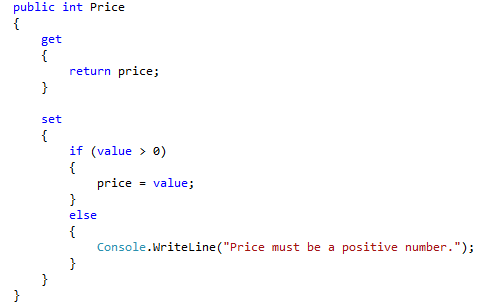 public int Price
{
    get
    {
        return price;
    }

    set
    {
        if (value > 0)
        {
            price = value;
        }
        else
        {
            Console.WriteLine("Price must be a positive number.");
        }
    }
}